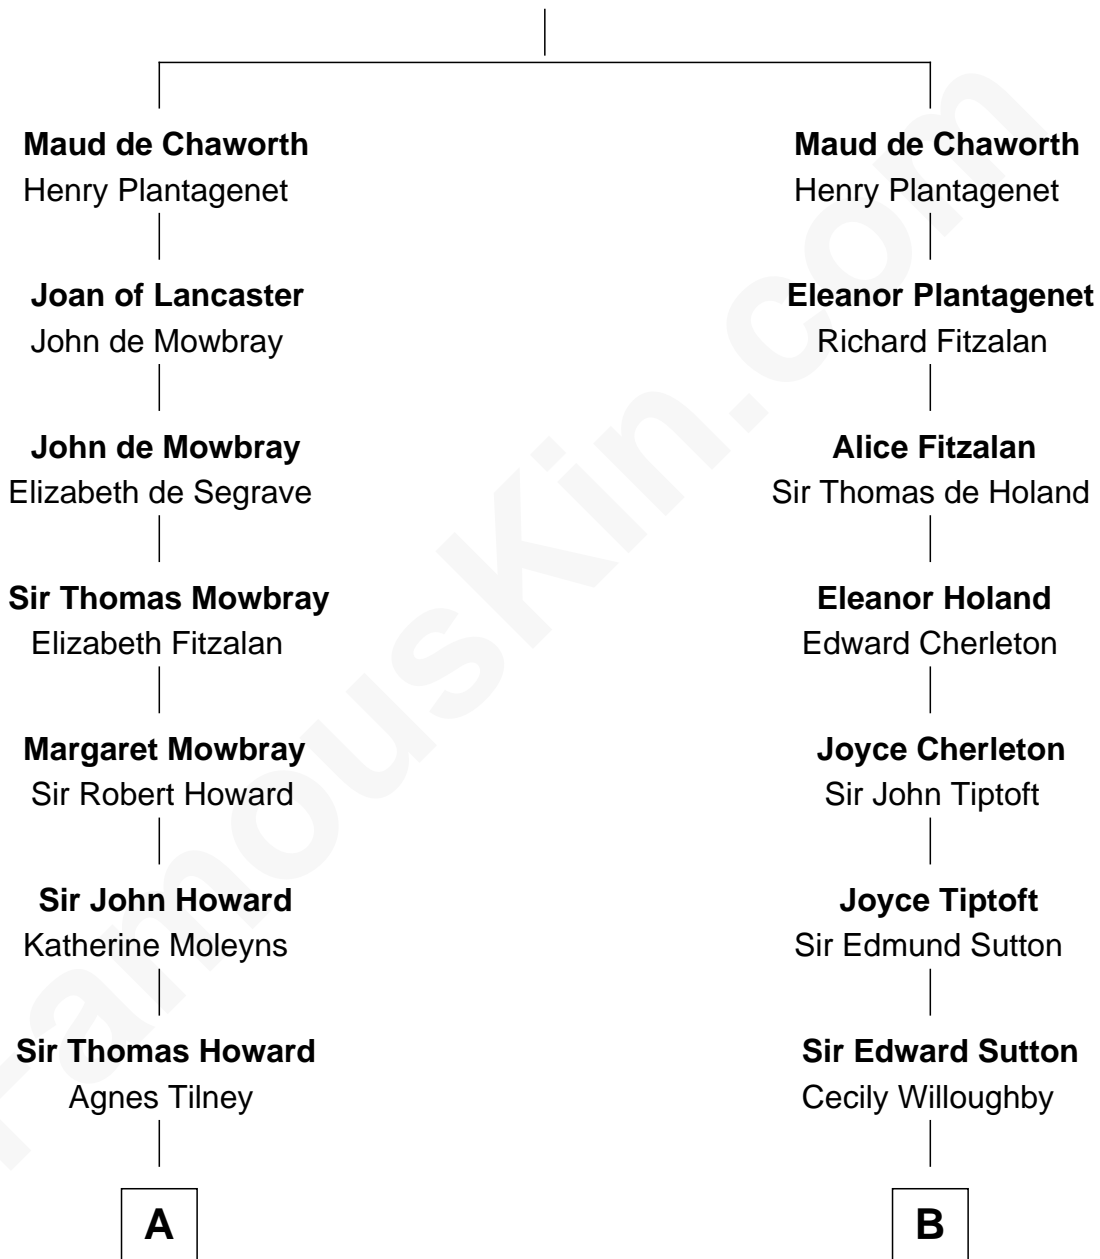 Maud de Chaworth
Henry Plantagenet
Joan of Lancaster
John de Mowbray
John de Mowbray
Elizabeth de Segrave
Sir Thomas Mowbray
Elizabeth Fitzalan
Margaret Mowbray
Sir Robert Howard
Sir John Howard
Katherine Moleyns
Sir Thomas Howard
Agnes Tilney
A
Maud de Chaworth
Henry Plantagenet
Eleanor Plantagenet
Richard Fitzalan
Alice Fitzalan
Sir Thomas de Holand
Eleanor Holand
Edward Cherleton
Joyce Cherleton
Sir John Tiptoft
Joyce Tiptoft
Sir Edmund Sutton
Sir Edward Sutton
Cecily Willoughby
B
FamousKin.com